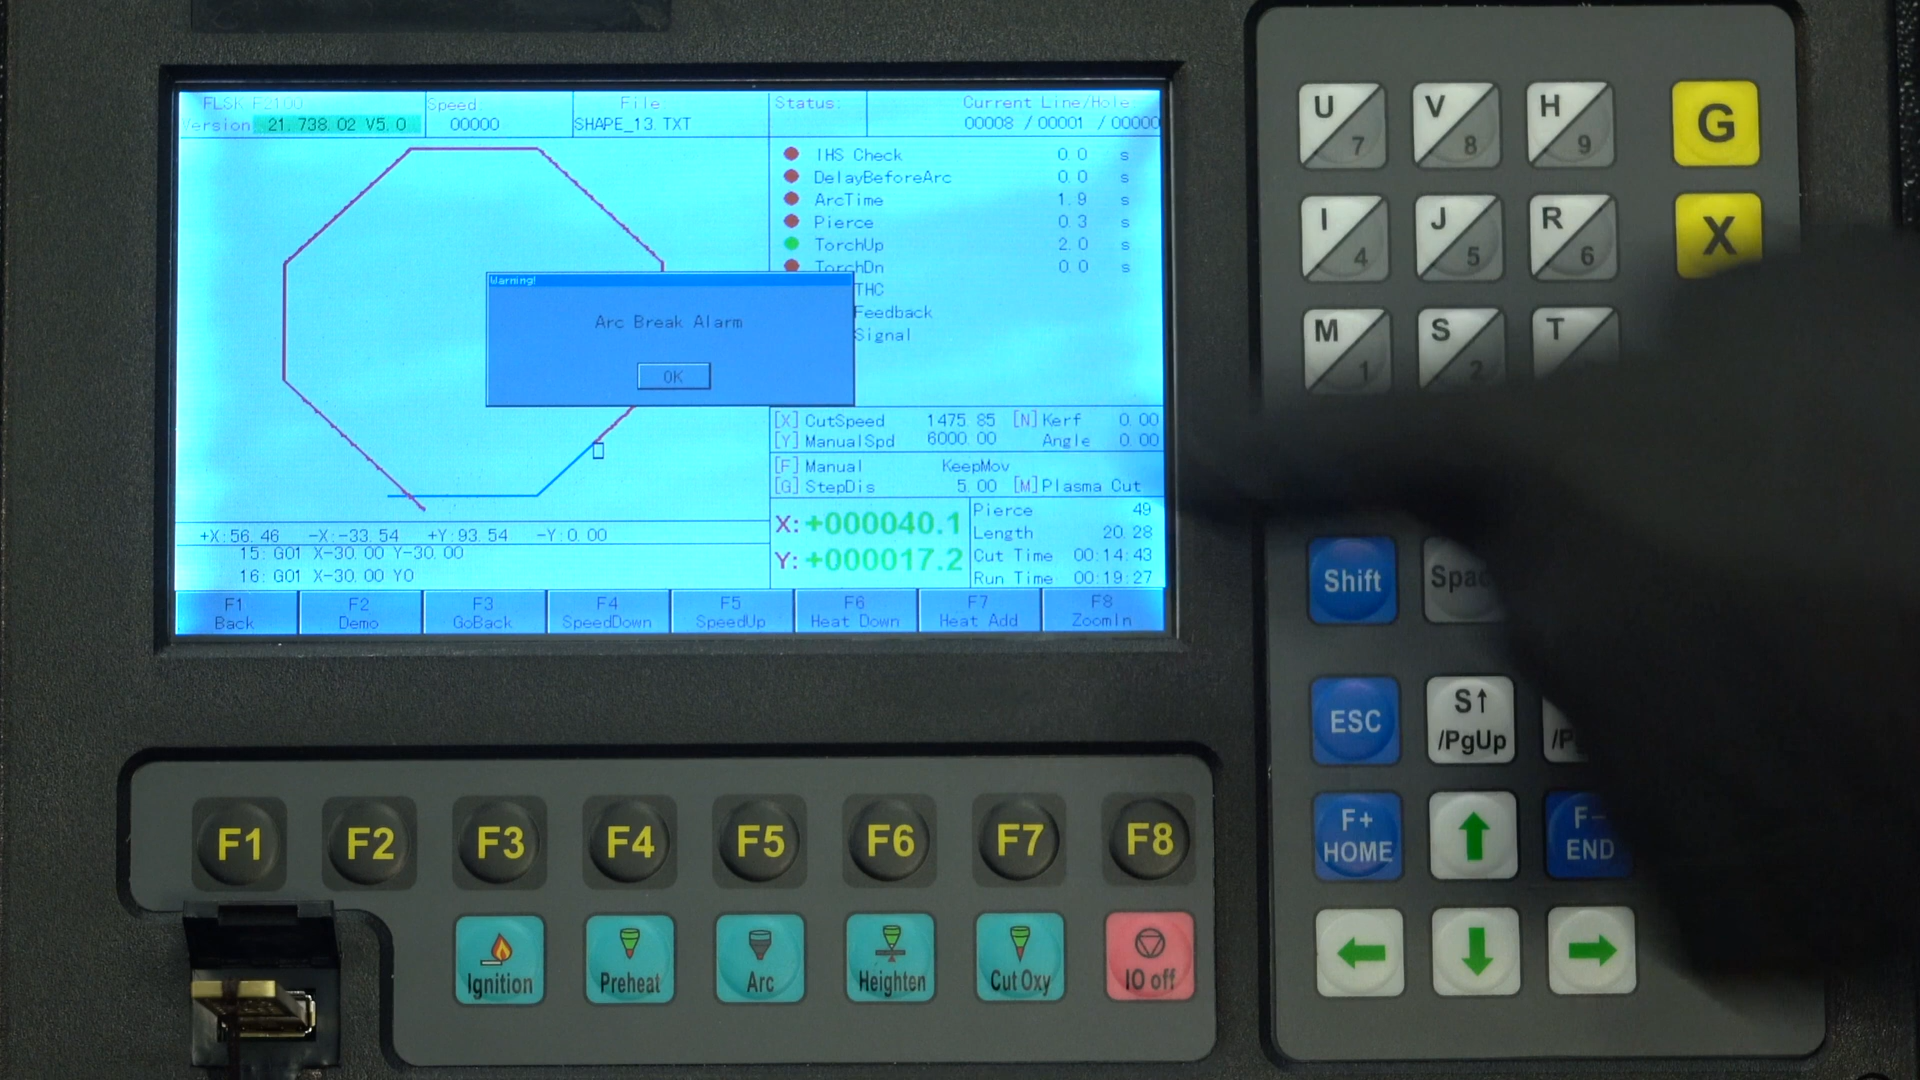 FLSK F2100
Version 21.738.02 V5.0
Speed:
00000
File
SHAPE_13.TXT
Status:
Current Line/Hole
00008 /00001 /00000
IHS Check 0.0 s
DelayBeforeArc 0.0 s
ArcTime 1.9 s
Pierce 0.3 s
TorchUp 2.0 s
TorchDn 0.0 s
THC
Feedback
Signal
Warning!
Arc Break Alarm
OK
[X] CutSpeed 1475.85 [N] Kerf 0.00
[Y] ManualSpd 6000.00 Angle 0.00
[F] Manual KeepMov
[G] StepDis 5.00 [M]Plasma Cut
X: +000040.1
Y: +000017.2
Pierce 49
Length 20.28
Cut Time 00:14:43
Run Time 00:19:27
+X:56.46 -X:-33.54 +Y:93.54 -Y:0.00
15: G01 X-30.00 Y-30.00
16: G01 X-30.00 Y0
F1 F2 F3 F4 F5 F6 F7 F8
Back Demo GoBack SpeedDown SpeedUp Heat Down Heat Add ZoomIn
U 7 V 8 H 9 G
I 4 J 5 R 6 X
M 1 S 2 T
Shift
ESC S↑ /PgUp
F+ HOME ↑ F- END
← ↓ →
F1 F2 F3 F4 F5 F6 F7 F8
Ignition Preheat Arc Heighten Cut Oxy IO off